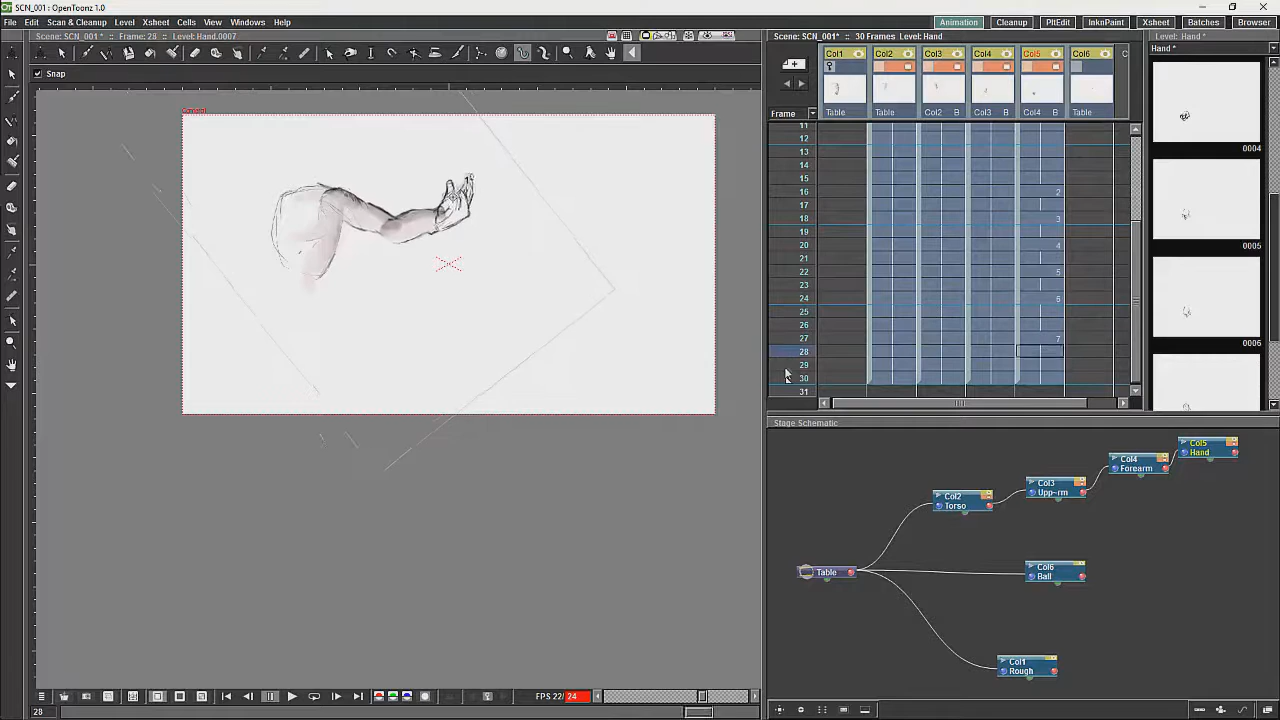 SCN_001* : OpenToonz 1.0
File Edit Scan & Cleanup Level Xsheet Cells View Windows Help
Animation Cleanup PltEdit InknPaint Xsheet Batches Browser
Scene: SCN_001* :: Frame: 28 :: Level: Hand.0007
Scene: SCN_001* :: 30 Frames Level: Hand
Level: Hand *
Hand *
Snap
Camera1
Col1 Col2 Col3 Col4 Col5 Col6 C
Frame Table Table Col2 B Col3 B Col4 B Table
11
12
13
14
15
16 2
17
18 3
19
20 4
21
22 5
23
24 6
25
26
27 7
28
29
30
31
0004
0005
0006
Stage Schematic
Col5
Hand
Col4
Forearm
Col3
Upp~rm
Col2
Torso
Col6
Ball
Table
Col1
Rough
FPS 22/ 24
28